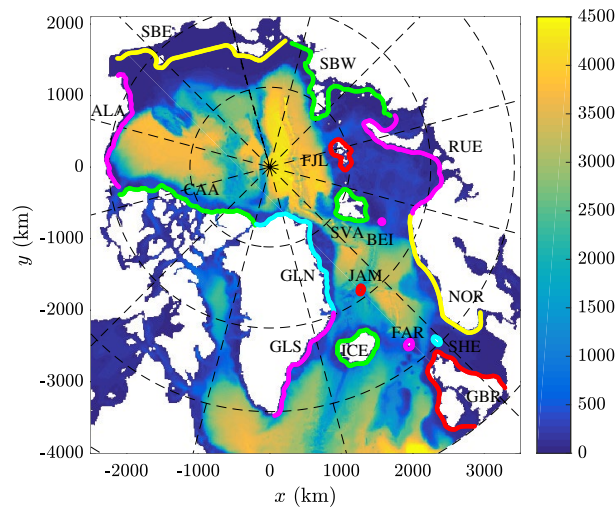 2000
1000
0
-1000
-2000
-3000
-4000
y (km)
-2000
-1000
0
1000
2000
3000
x (km)
SBE
SBW
ALA
RUE
FJL
CAA
SVA
BEI
GLN
JAM
NOR
GLS
ICE
FAR
SHE
GBR
4500
4000
3500
3000
2500
2000
1500
1000
500
0